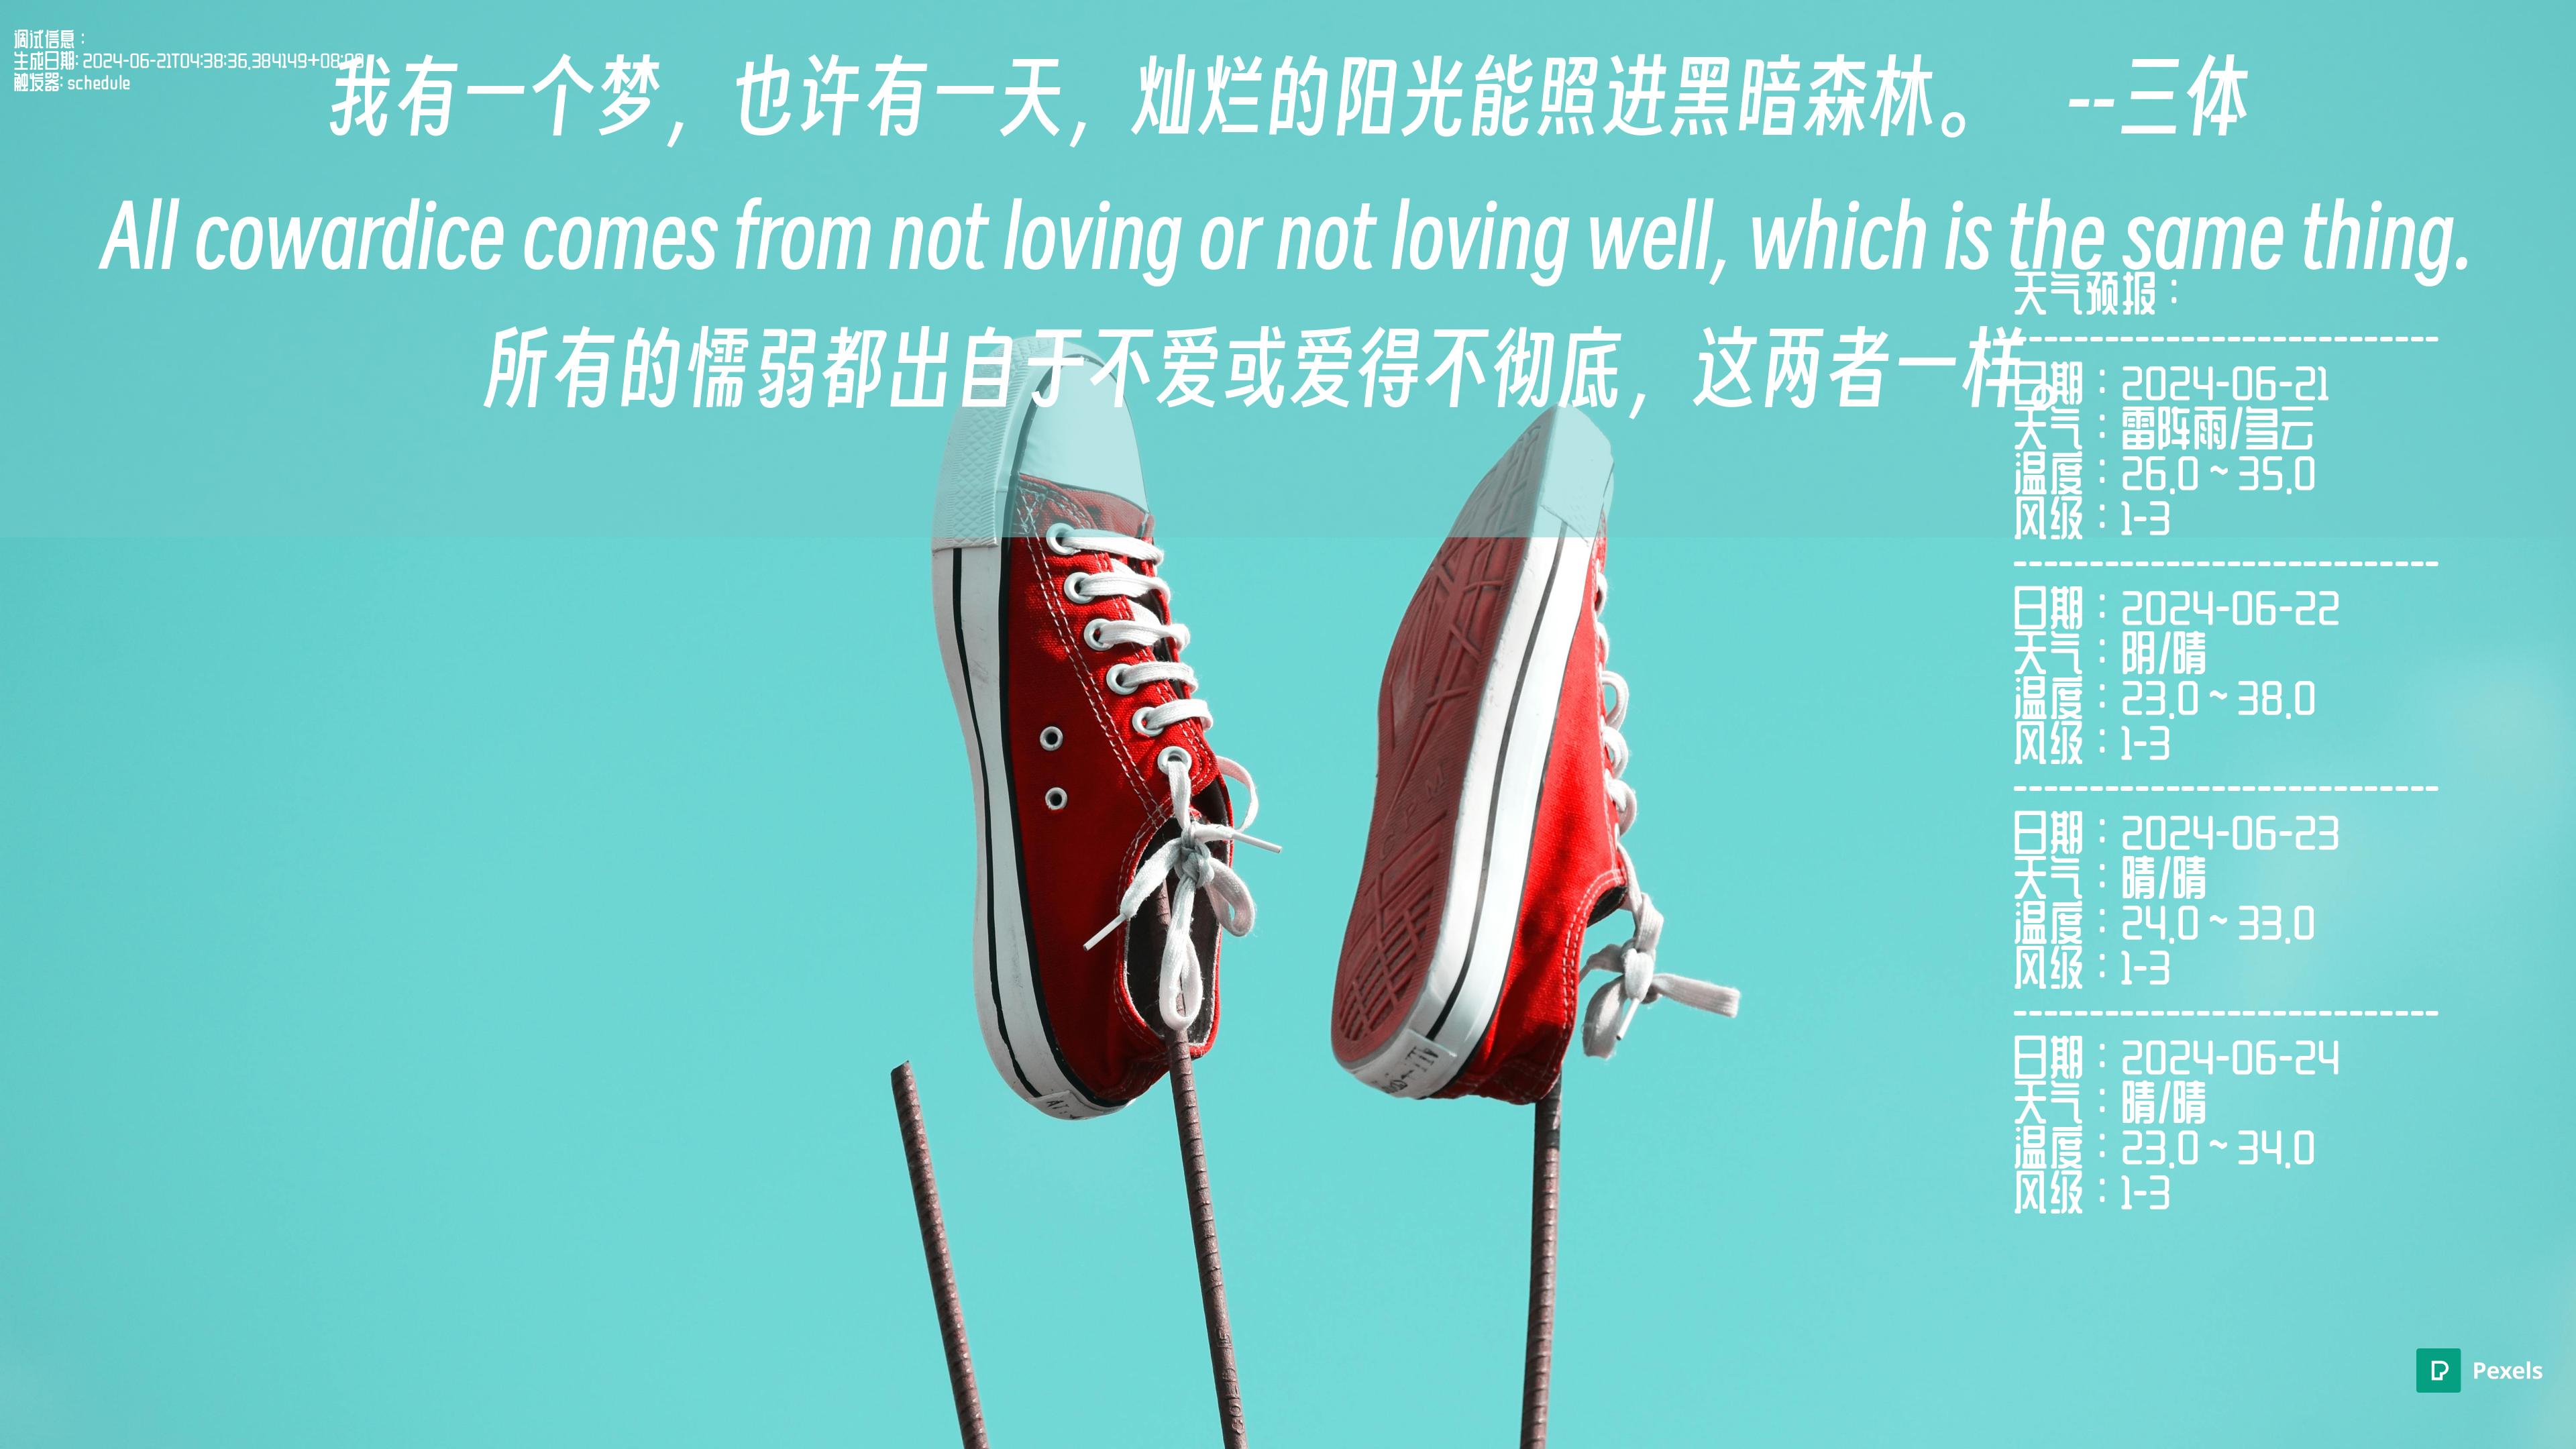 调试信息：
生成日期: 2024-06-21T04:38:36.384149+08:00
触发器: schedule
我有一个梦，也许有一天，灿烂的阳光能照进黑暗森林。 --三体
All cowardice comes from not loving or not loving well, which is the same thing.
所有的懦弱都出自于不爱或爱得不彻底，这两者一样。
天气预报：
------------------------------
日期：2024-06-21
天气：雷阵雨/多云
温度：26.0 ~ 35.0
风级：1-3
------------------------------
日期：2024-06-22
天气：阴/晴
温度：23.0 ~ 38.0
风级：1-3
------------------------------
日期：2024-06-23
天气：晴/晴
温度：24.0 ~ 33.0
风级：1-3
------------------------------
日期：2024-06-24
天气：晴/晴
温度：23.0 ~ 34.0
风级：1-3
Pexels